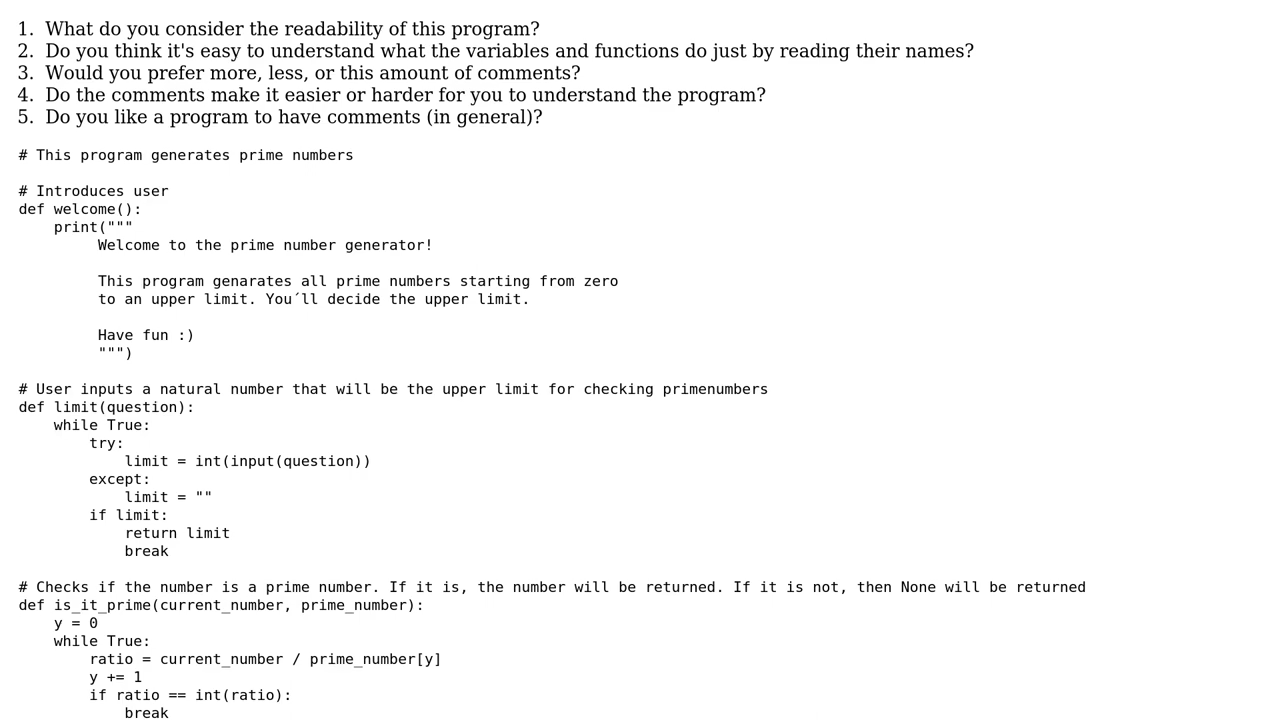 1. What do you consider the readability of this program?
2. Do you think it's easy to understand what the variables and functions do just by reading their names?
3. Would you prefer more, less, or this amount of comments?
4. Do the comments make it easier or harder for you to understand the program?
5. Do you like a program to have comments (in general)?
# This program generates prime numbers
# Introduces user
def welcome():
    print("""
         Welcome to the prime number generator!
         This program genarates all prime numbers starting from zero
         to an upper limit. You´ll decide the upper limit.
         Have fun :)
         """)
# User inputs a natural number that will be the upper limit for checking primenumbers
def limit(question):
    while True:
        try:
            limit = int(input(question))
        except:
            limit = ""
        if limit:
            return limit
            break
# Checks if the number is a prime number. If it is, the number will be returned. If it is not, then None will be returned
def is_it_prime(current_number, prime_number):
    y = 0
    while True:
        ratio = current_number / prime_number[y]
        y += 1
        if ratio == int(ratio):
            break